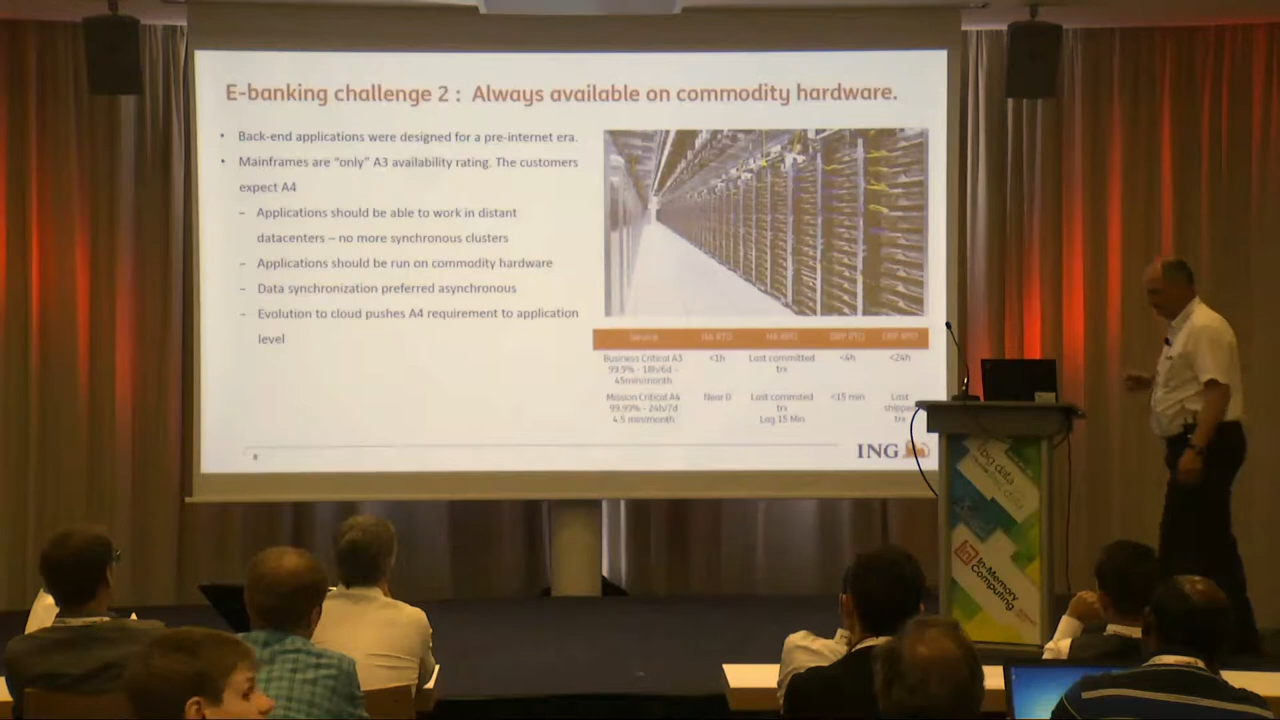 E-banking challenge 2 : Always available on commodity hardware.
• Back-end applications were designed for a pre-internet era.
• Mainframes are "only" A3 availability rating. The customers
expect A4
– Applications should be able to work in distant
datacenters – no more synchronous clusters
– Applications should be run on commodity hardware
– Data synchronization preferred asynchronous
– Evolution to cloud pushes A4 requirement to application
level
Service HA RTO HA RPO DRP RTO DRP RPO
Business Critical A3 <1h Last committed <4h <24h
99.9% - 18h/6d - trx
45min/month
Mission Critical A4 Near 0 Last commited <15 min Last
99.99% - 24h/7d trx shipped
4.5 min/month Lag 15 Min trx
8
ING
big data
In-Memory
Computing